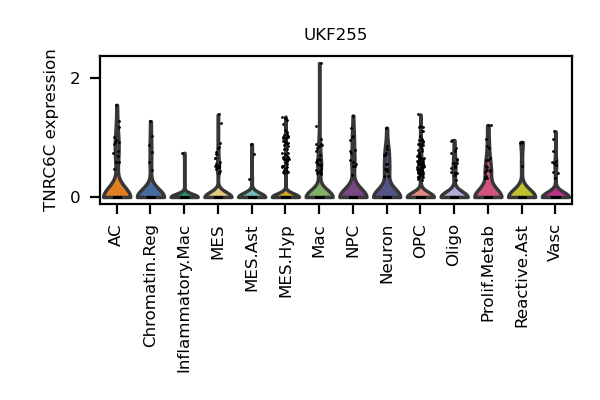 UKF255
TNRC6C expression
2
0
AC
Chromatin.Reg
Inflammatory.Mac
MES
MES.Ast
MES.Hyp
Mac
NPC
Neuron
OPC
Oligo
Prolif.Metab
Reactive.Ast
Vasc